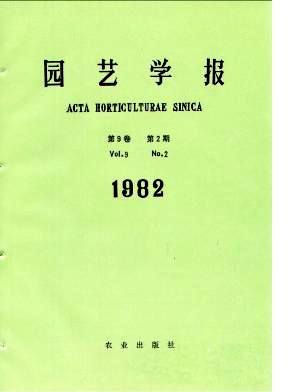 园艺学报
ACTA HORTICULTURAE SINICA
第9卷 第2期
Vol.9 No.2
1982
农业出版社